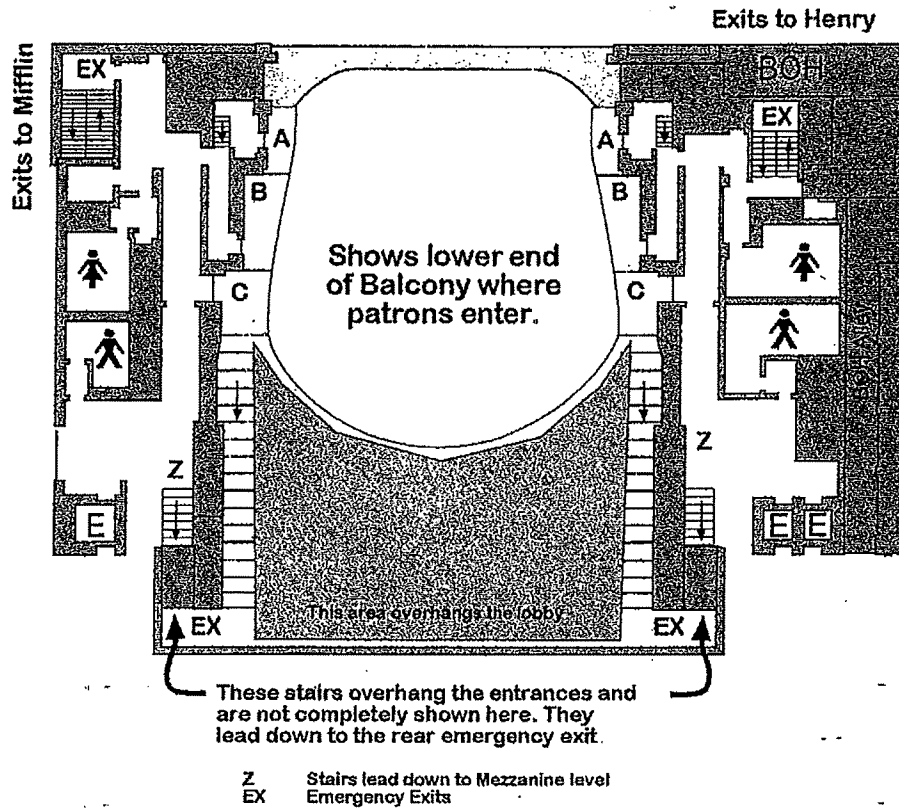 Exits to Henry
Exits to Mifflin
EX
BOH
EX
A
A
B
B
Shows lower end
of Balcony where
patrons enter.
C
C
Z
Z
E
E
E
This area overhangs the lobby
EX
EX
These stairs overhang the entrances and
are not completely shown here. They
lead down to the rear emergency exit.
Z Stairs lead down to Mezzanine level
EX Emergency Exits